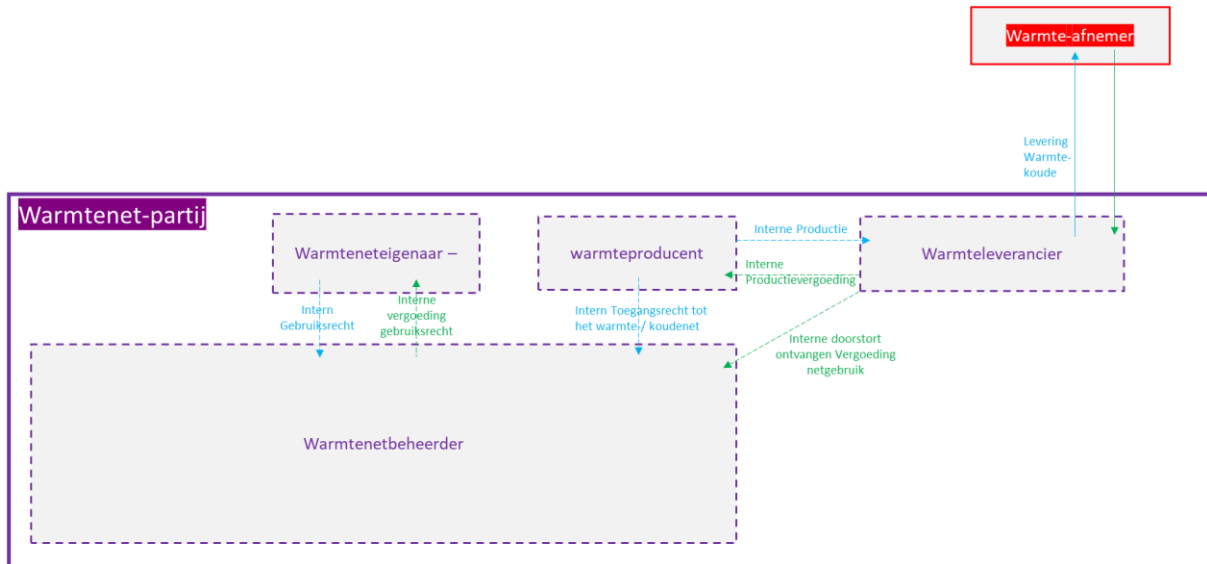 Warmte-afnemer
Levering
Warmte-
koude
Warmtenet-partij
Warmteneteigenaar –
warmteproducent
Interne Productie
Warmteleverancier
Interne
Productievergoeding
Intern
Gebruiksrecht
Interne
vergoeding
gebruiksrecht
Intern Toegangsrecht tot
het warmte-/ koudenet
Interne doorstort
ontvangen Vergoeding
netgebruik
Warmtenetbeheerder